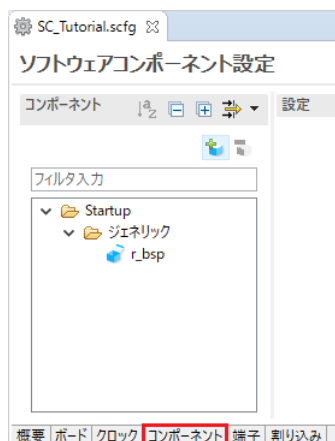 SC_Tutorial.scfg
ソフトウェアコンポーネント設定
コンポーネント
設定
フィルタ入力
Startup
ジェネリック
r_bsp
概要 ボード クロック コンポーネント 端子 割り込み